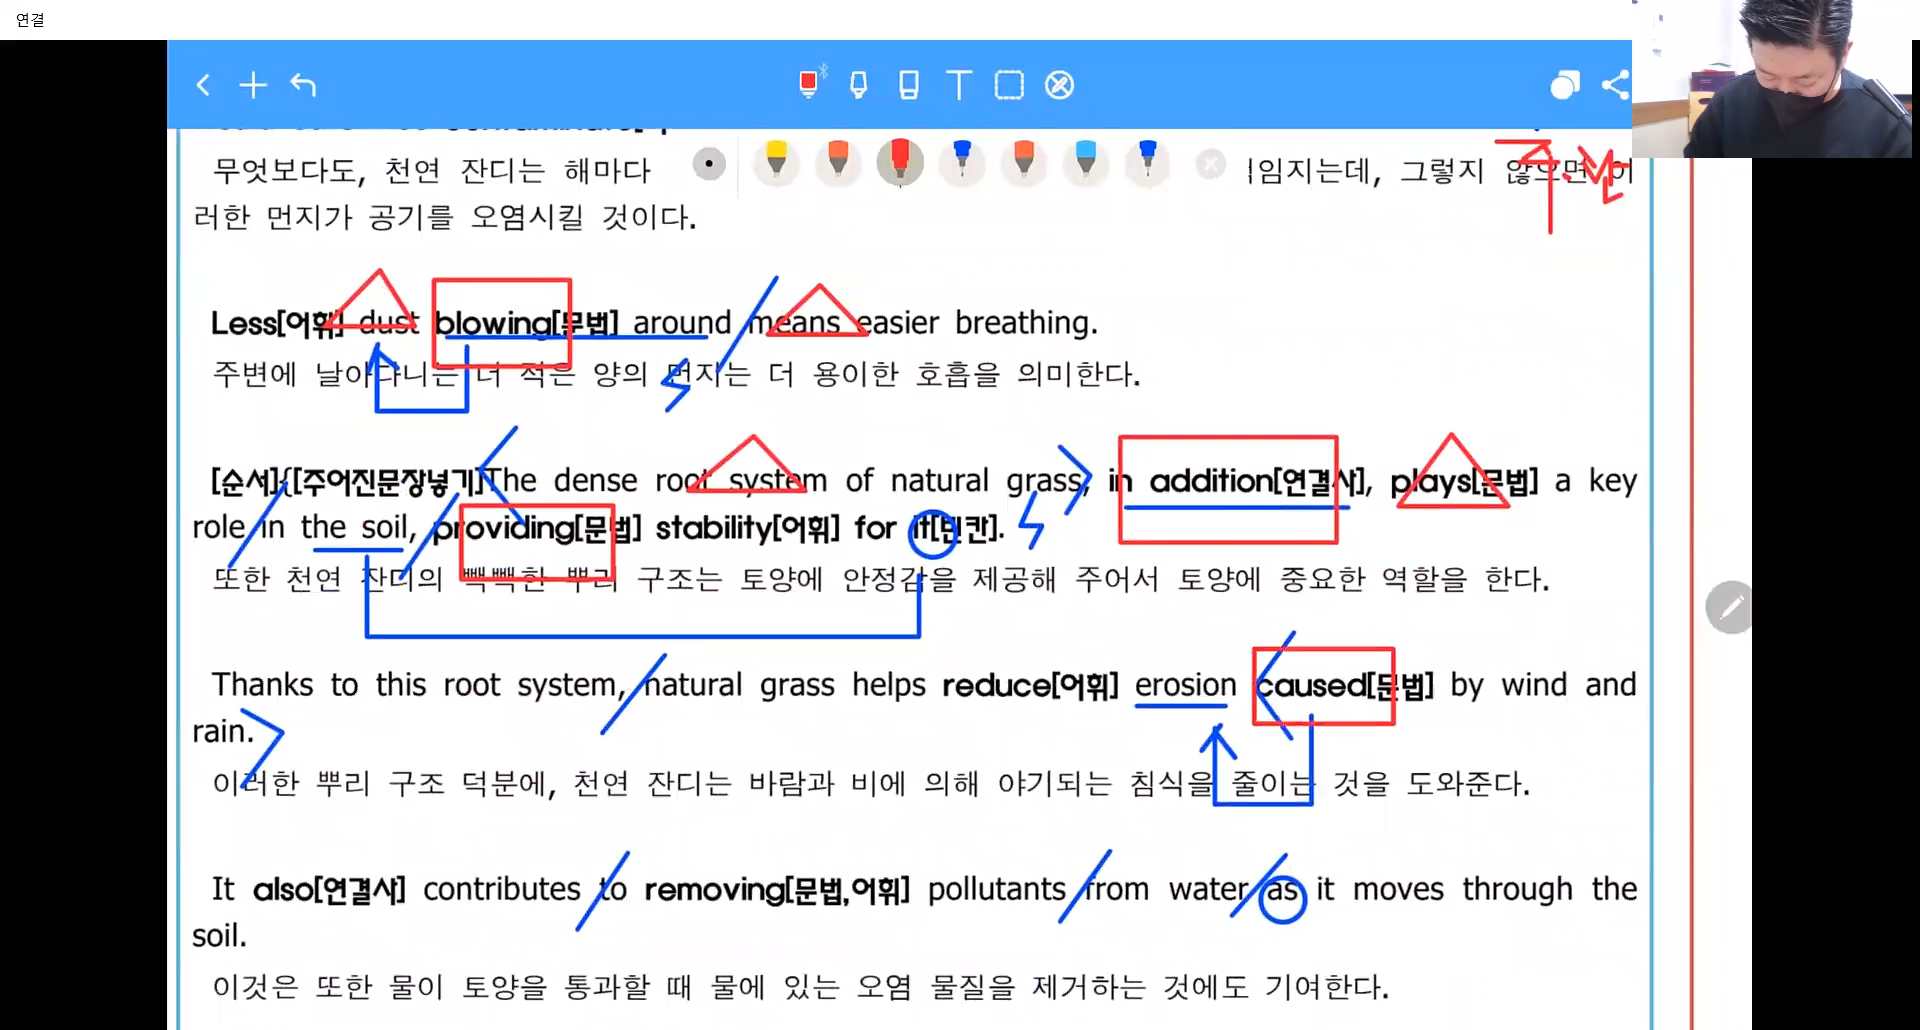 연결
무엇보다도, 천연 잔디는 해마다 임지는데, 그렇지 않으면 이
러한 먼지가 공기를 오염시킬 것이다.
Less[어휘] dust blowing[문법] around means easier breathing.
주변에 날아다니는 더 적은 양의 먼지는 더 용이한 호흡을 의미한다.
[순서]{[주어진문장넣기]The dense root system of natural grass, in addition[연결사], plays[문법] a key
role in the soil, providing[문법] stability[어휘] for it[빈칸].
또한 천연 잔디의 빽빽한 뿌리 구조는 토양에 안정감을 제공해 주어서 토양에 중요한 역할을 한다.
Thanks to this root system, natural grass helps reduce[어휘] erosion caused[문법] by wind and
rain.
이러한 뿌리 구조 덕분에, 천연 잔디는 바람과 비에 의해 야기되는 침식을 줄이는 것을 도와준다.
It also[연결사] contributes to removing[문법,어휘] pollutants from water as it moves through the
soil.
이것은 또한 물이 토양을 통과할 때 물에 있는 오염 물질을 제거하는 것에도 기여한다.